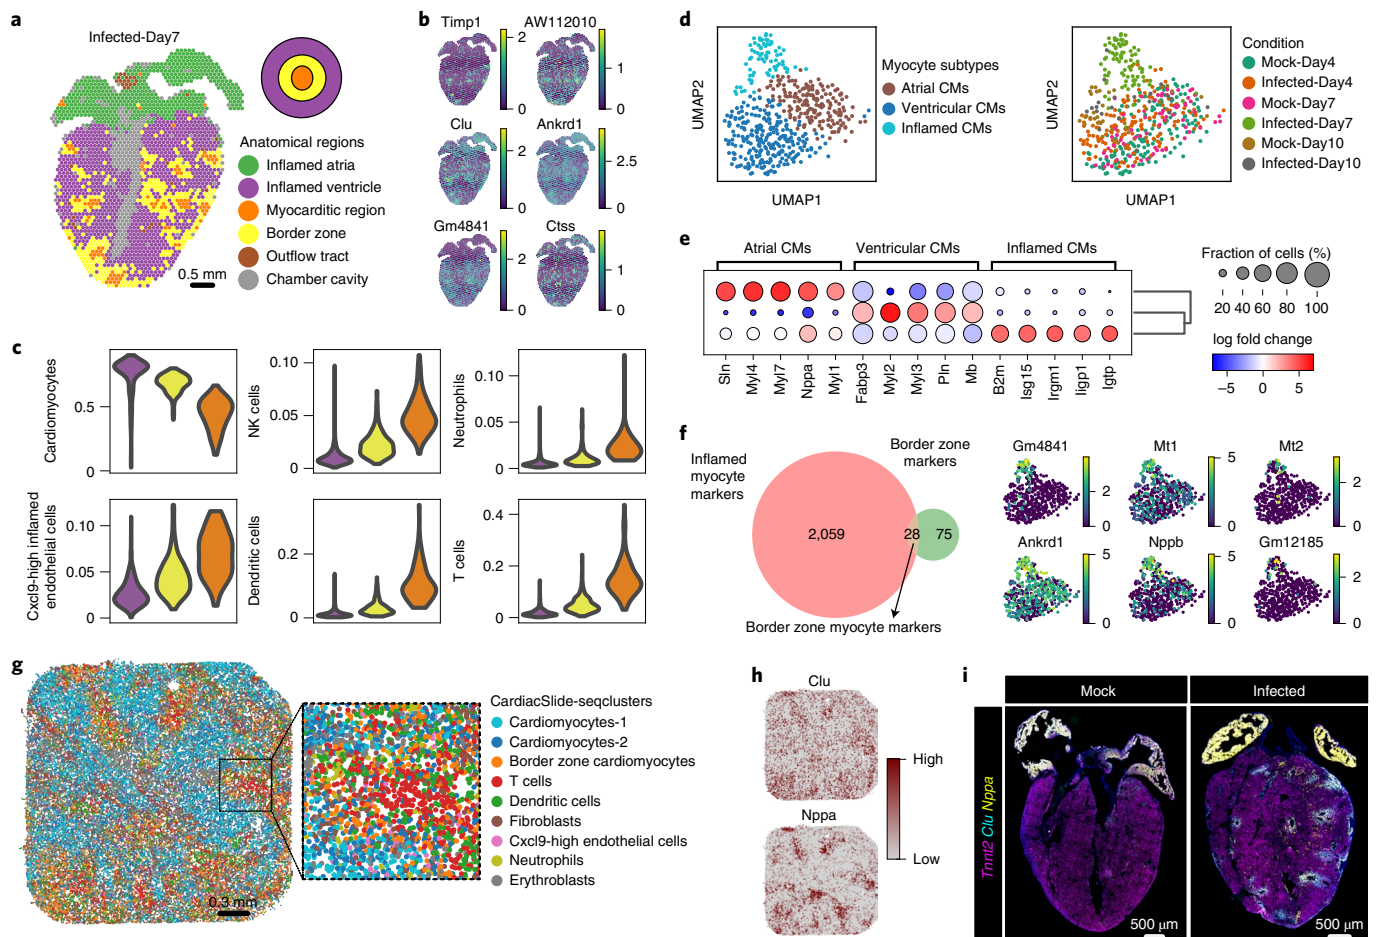 a
Infected-Day7
Anatomical regions
Inflamed atria
Inflamed ventricle
Myocarditic region
Border zone
Outflow tract
Chamber cavity
0.5 mm
b
Timp1
AW112010
2
0
1
0
Clu
Ankrd1
2
0
2.5
0
Gm4841
Ctss
2
0
1
0
c
Cardiomyocytes
0.5
0
NK cells
0.10
0.05
0
Neutrophils
0.10
0.05
0
Cxcl9-high inflamed
endothelial cells
0.10
0.05
0
Dendritic cells
0.2
0
T cells
0.4
0.2
0
d
UMAP2
UMAP1
Myocyte subtypes
Atrial CMs
Ventricular CMs
Inflamed CMs
UMAP2
UMAP1
Condition
Mock-Day4
Infected-Day4
Mock-Day7
Infected-Day7
Mock-Day10
Infected-Day10
e
Atrial CMs
Ventricular CMs
Inflamed CMs
Sln
Myl4
Myl7
Nppa
Myl1
Fabp3
Myl2
Myl3
Pln
Mb
B2m
Isg15
Irgm1
Iigp1
Igtp
Fraction of cells (%)
20 40 60 80 100
log fold change
−5 0 5
f
Inflamed
myocyte
markers
Border zone
markers
2,059
28
75
Border zone myocyte markers
Gm4841
Mt1
Mt2
2
0
5
0
2
0
Ankrd1
Nppb
Gm12185
5
0
5
0
2
0
g
0.3 mm
CardiacSlide-seqclusters
Cardiomyocytes-1
Cardiomyocytes-2
Border zone cardiomyocytes
T cells
Dendritic cells
Fibroblasts
Cxcl9-high endothelial cells
Neutrophils
Erythroblasts
h
Clu
Nppa
High
Low
i
Mock
Infected
Tnnt2 Clu Nppa
500 μm
500 μm